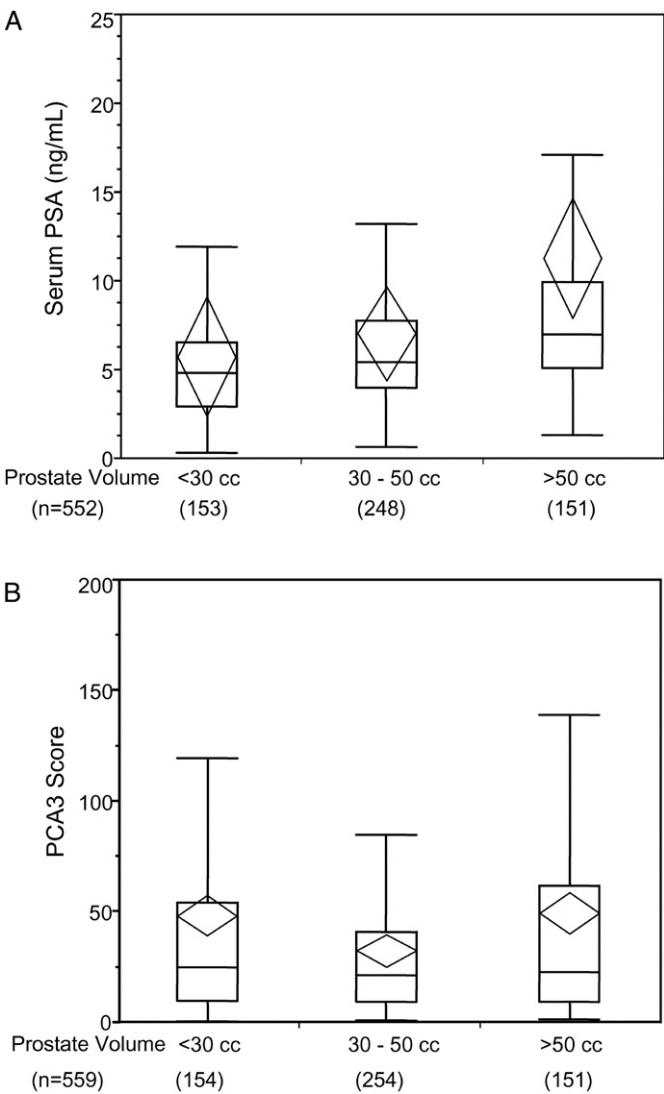 A
25
20
15
10
5
0
Serum PSA (ng/mL)
Prostate Volume <30 cc 30 - 50 cc >50 cc
(n=552) (153) (248) (151)
B
200
150
100
50
0
PCA3 Score
Prostate Volume <30 cc 30 - 50 cc >50 cc
(n=559) (154) (254) (151)